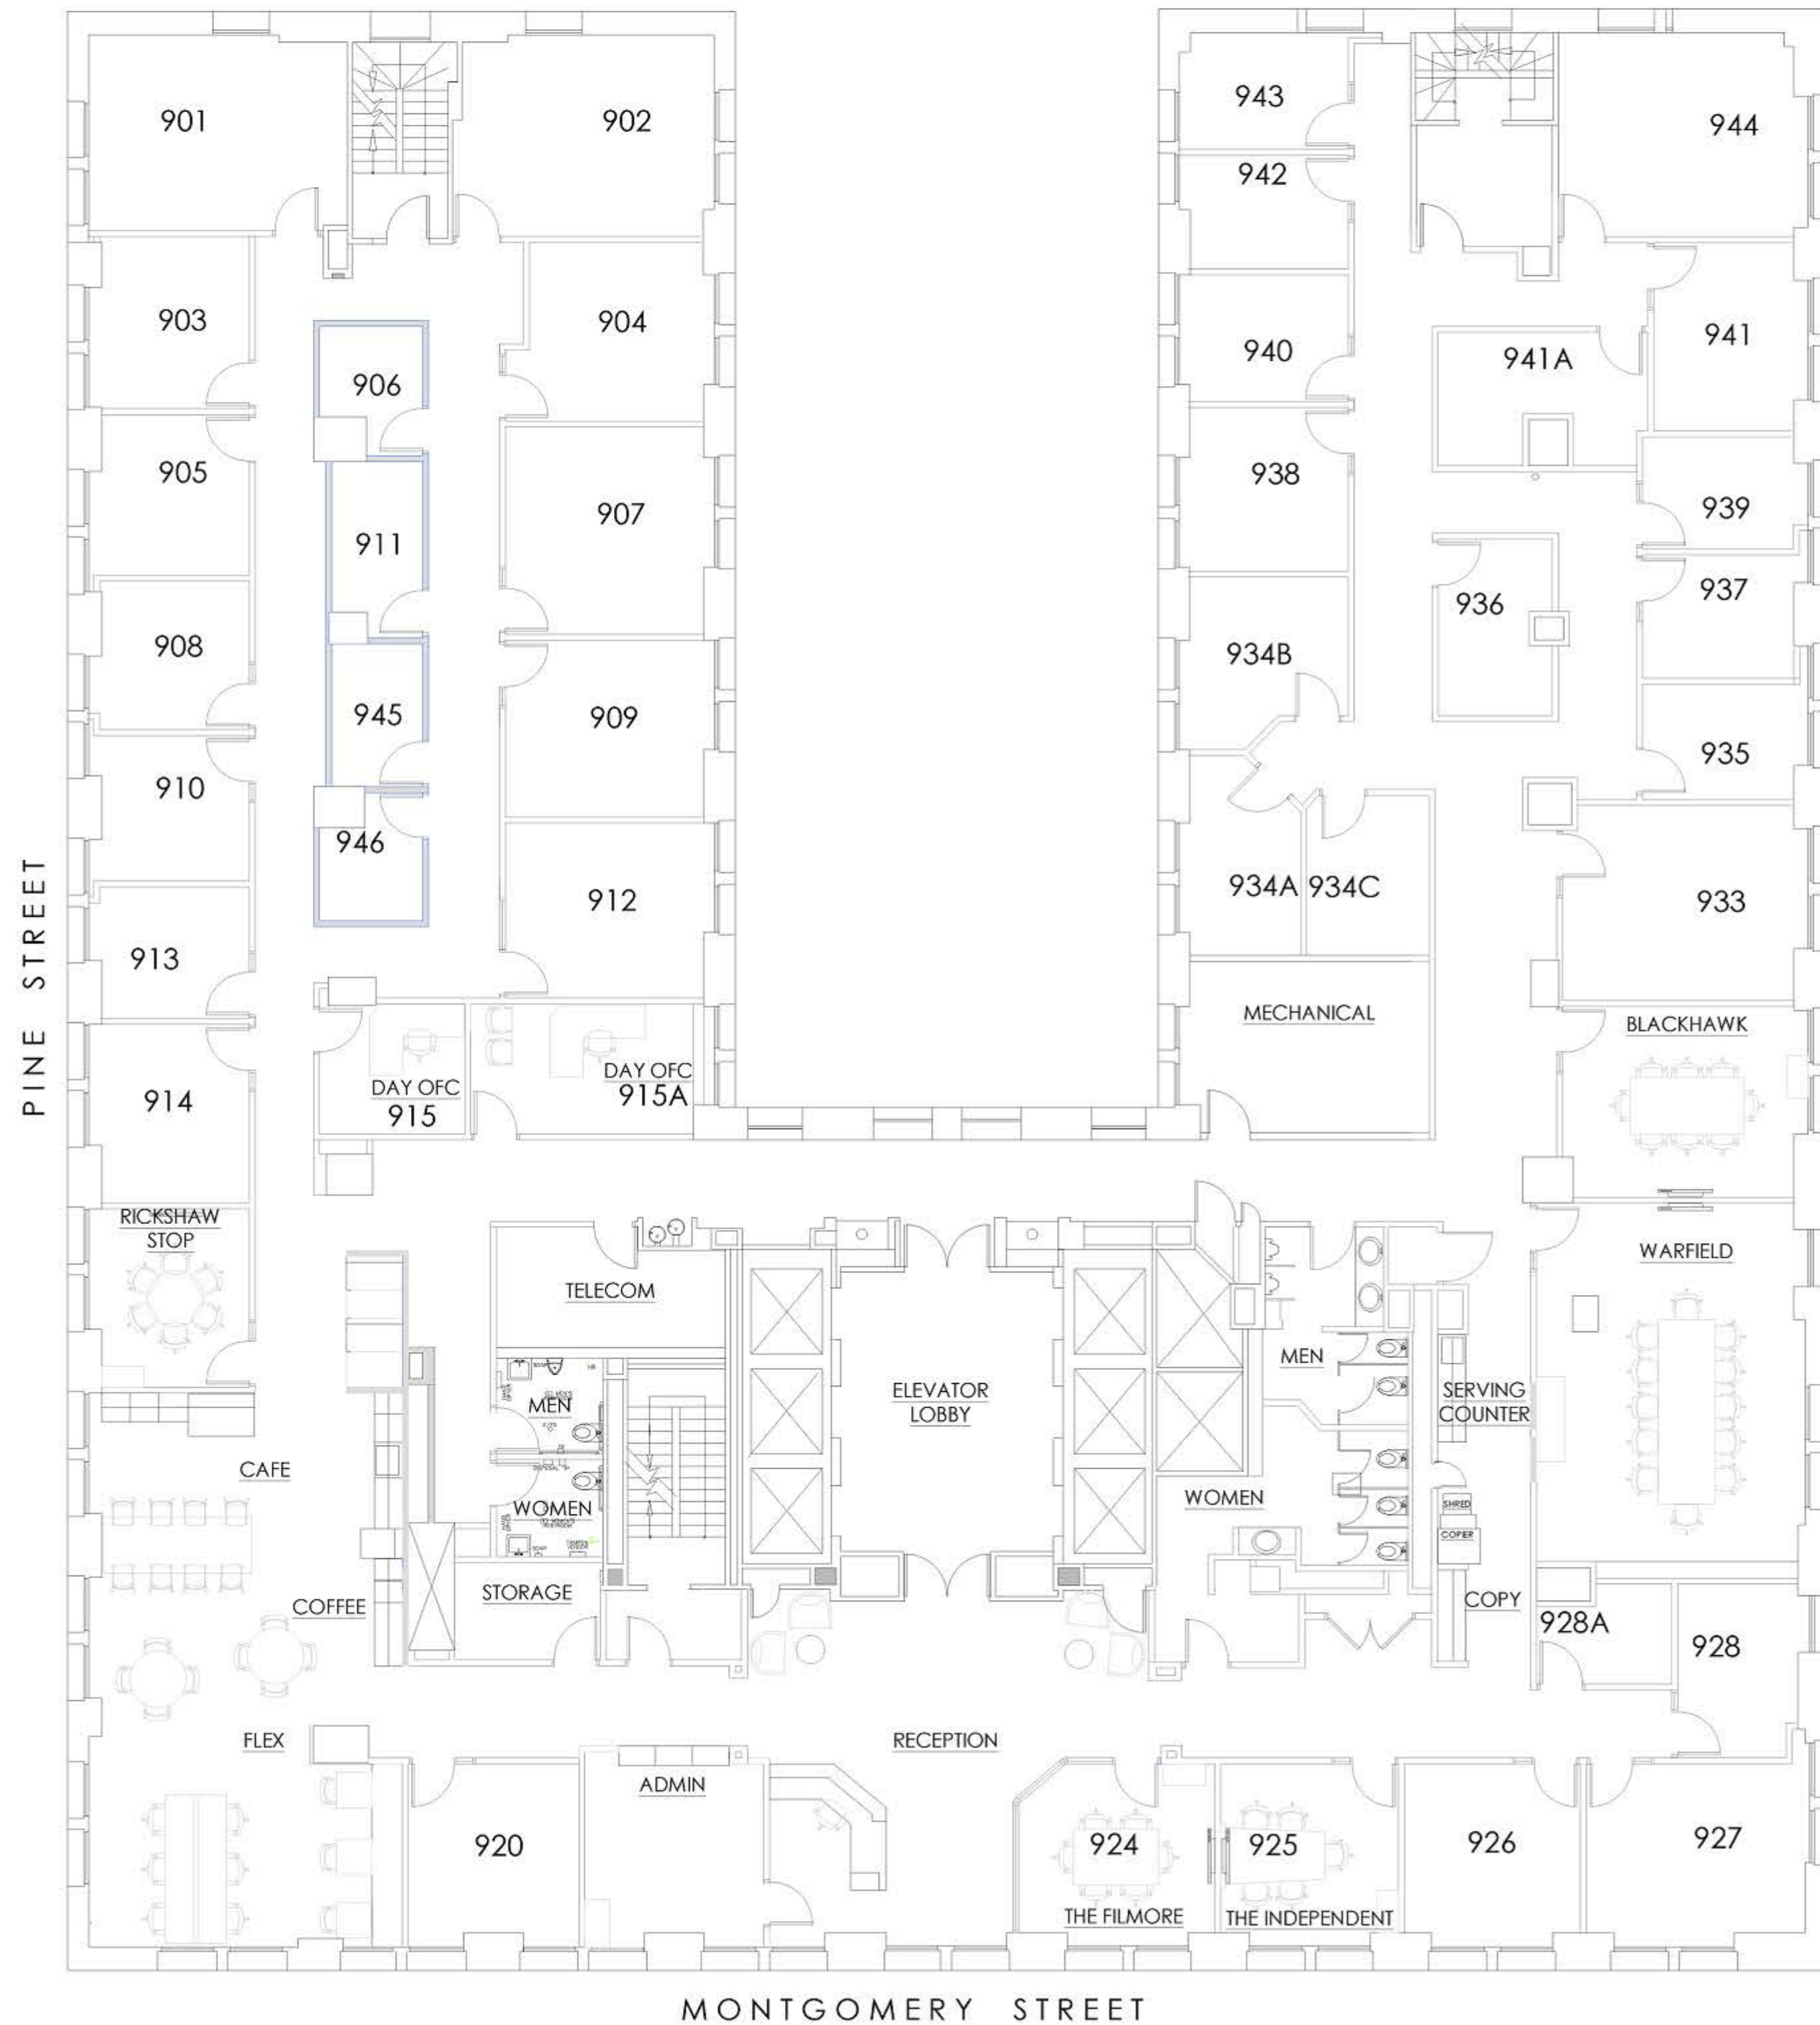 901
902
943
944
942
903
904
941
940
941A
906
905
938
939
907
911
937
936
908
934B
945
909
935
910
946
934A
934C
912
933
913
MECHANICAL
BLACKHAWK
DAY OFC
915A
DAY OFC
915
914
PINE STREET
RICKSHAW
STOP
WARFIELD
TELECOM
MEN
ELEVATOR
LOBBY
SERVING
COUNTER
MEN
CAFE
WOMEN
WOMEN
SHRED
COPIER
STORAGE
COFFEE
COPY
928A
928
FLEX
RECEPTION
ADMIN
920
924
925
926
927
THE FILMORE
THE INDEPENDENT
MONTGOMERY STREET